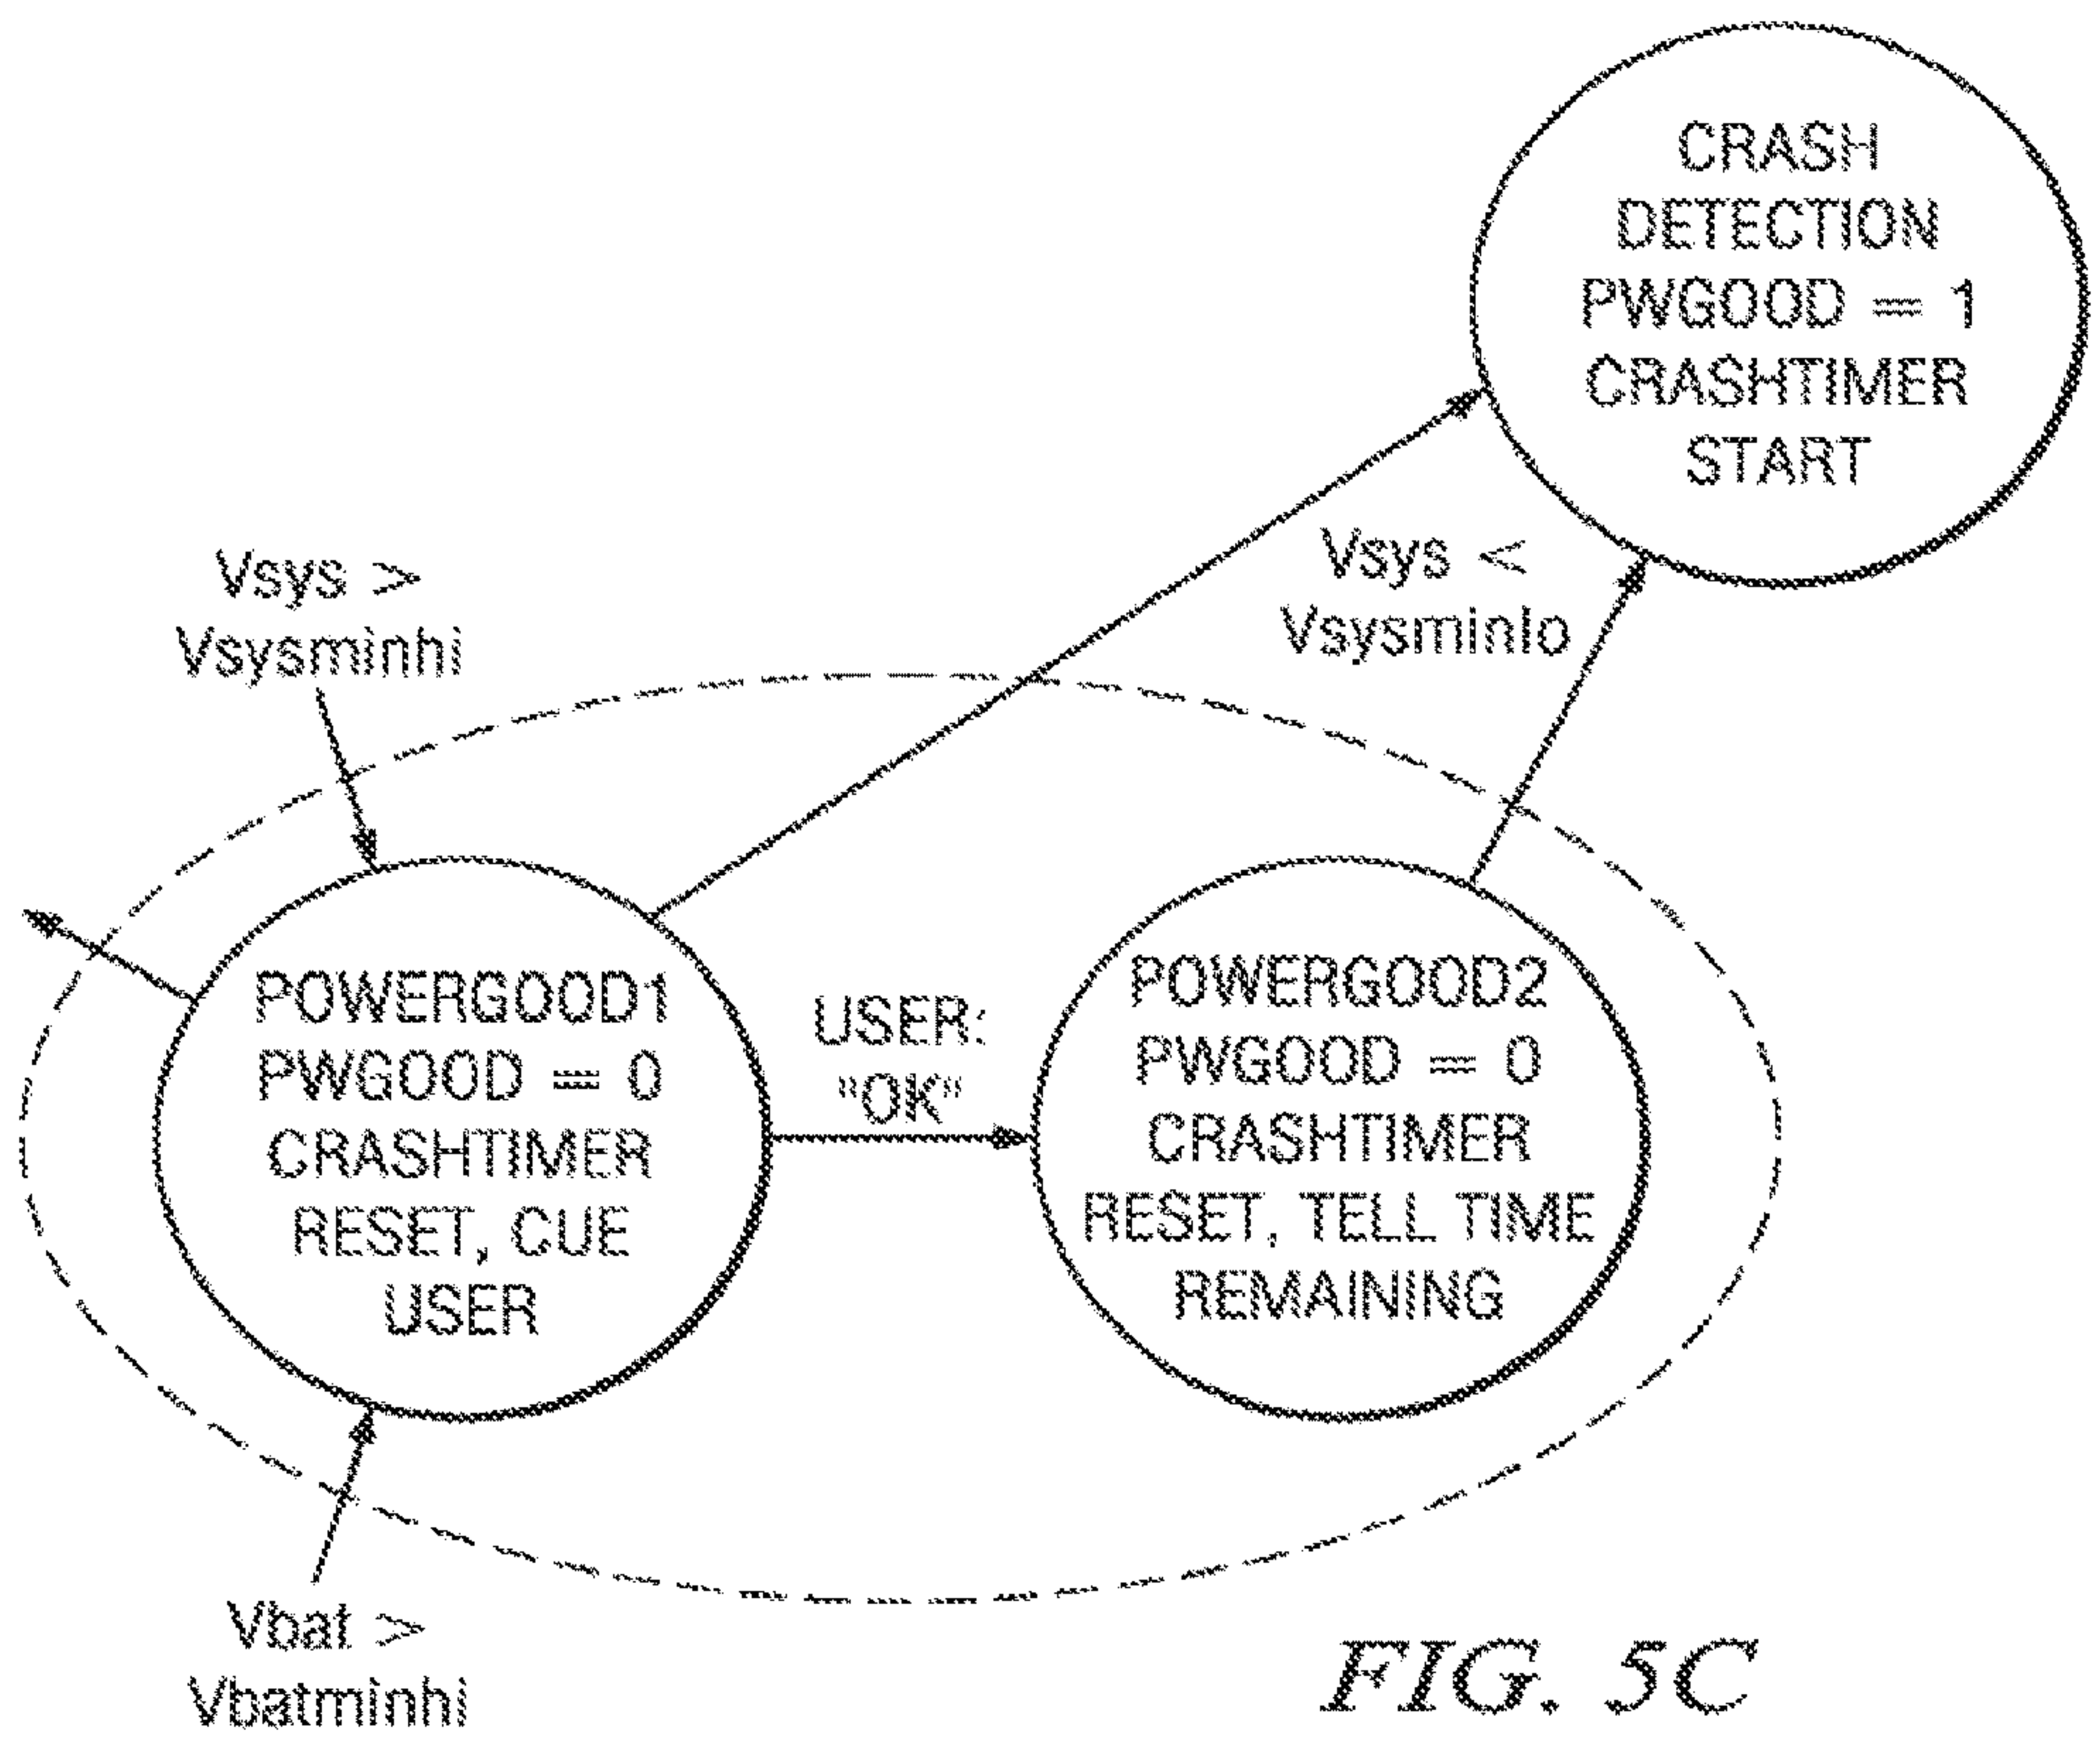 CRASH
DETECTION
PWGOOD = 1
CRASHTIMER
START
Vsys >
Vsysminhi
Vsys <
Vsysminlo
POWERGOOD1
PWGOOD = 0
CRASHTIMER
RESET, CUE
USER
USER:
"OK"
POWERGOOD2
PWGOOD = 0
CRASHTIMER
RESET, TELL TIME
REMAINING
Vbat >
Vbatminhi
FIG. 5C